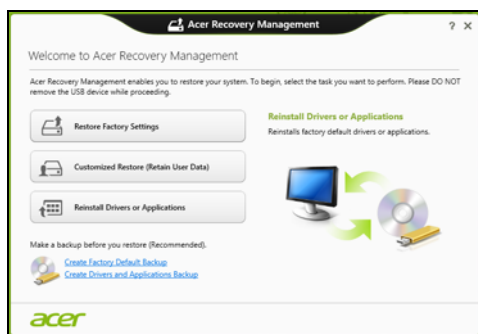 Acer Recovery Management
? ×
Welcome to Acer Recovery Management
Acer Recovery Management enables you to restore your system. To begin, select the task you want to perform. Please DO NOT
remove the USB device while proceeding.
Restore Factory Settings
Customized Restore (Retain User Data)
Reinstall Drivers or Applications
Reinstall Drivers or Applications
Reinstalls factory default drivers or applications.
Make a backup before you restore (Recommended).
Create Factory Default Backup
Create Drivers and Applications Backup
acer